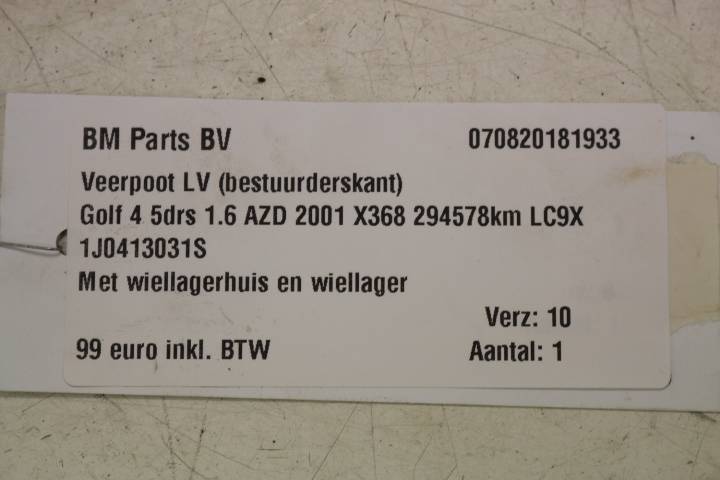 BM Parts BV 070820181933
Veerpoot LV (bestuurderskant)
Golf 4 5drs 1.6 AZD 2001 X368 294578km LC9X
1J0413031S
Met wiellagerhuis en wiellager
Verz: 10
99 euro inkl. BTW Aantal: 1